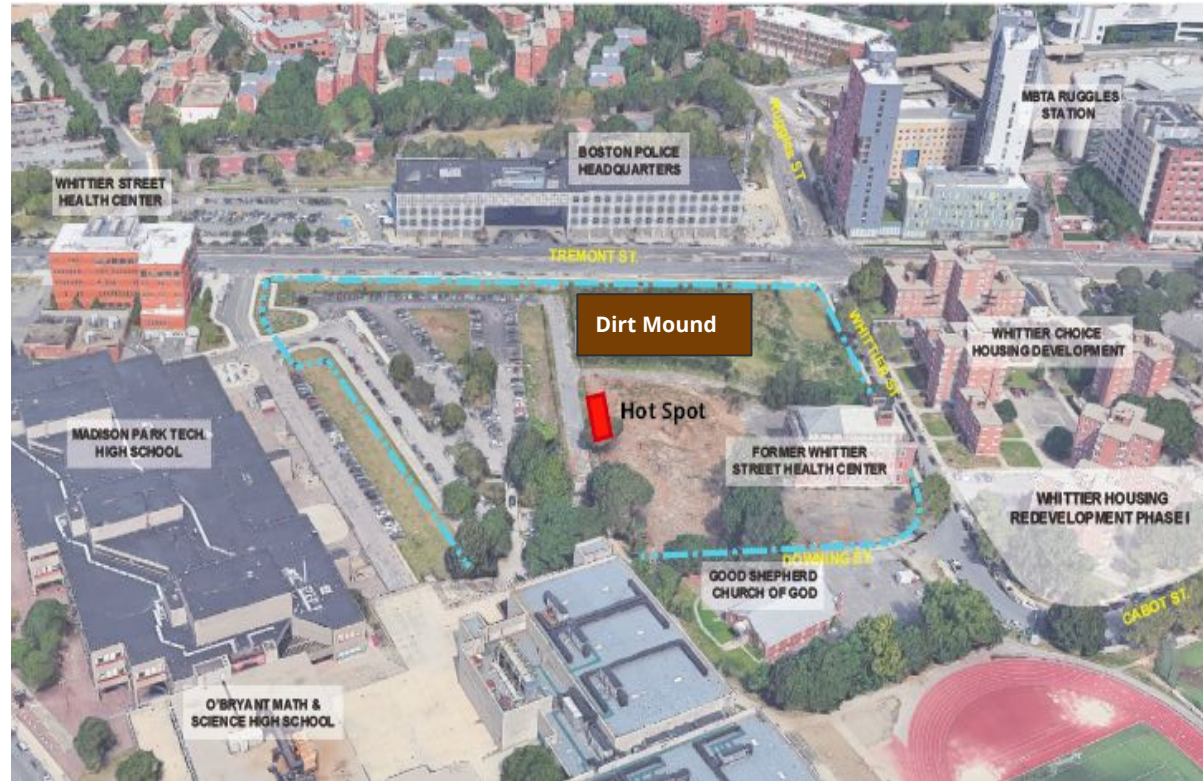 MBTA RUGGLES
STATION
RUGGLES ST
BOSTON POLICE
HEADQUARTERS
WHITTIER STREET
HEALTH CENTER
TREMONT ST.
Dirt Mound
WHITTIER ST
WHITTIER CHOICE
HOUSING DEVELOPMENT
Hot Spot
MADISON PARK TECH.
HIGH SCHOOL
FORMER WHITTIER
STREET HEALTH CENTER
WHITTIER HOUSING
REDEVELOPMENT PHASE I
DOWNING ST.
GOOD SHEPHERD
CHURCH OF GOD
CABOT ST.
O'BRYANT MATH &
SCIENCE HIGH SCHOOL